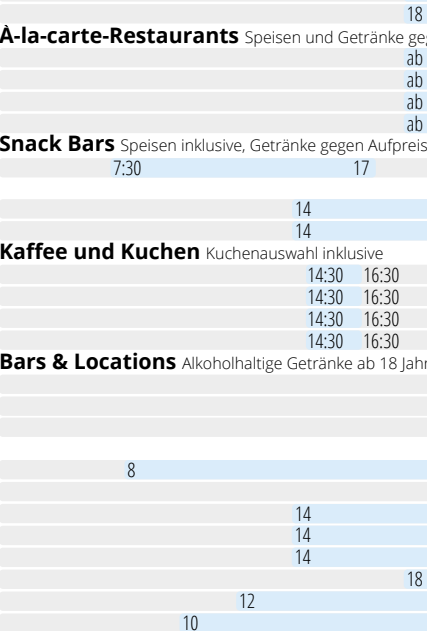 18
À-la-carte-Restaurants Speisen und Getränke
ab
ab
ab
ab
Snack Bars Speisen inklusive, Getränke gegen Aufpreis
7:30 17
14
14
Kaffee und Kuchen Kuchenauswahl inklusive
14:30 16:30
14:30 16:30
14:30 16:30
14:30 16:30
Bars & Locations Alkoholhaltige Getränke ab 18 Jahr
8
14
14
14
18
12
10